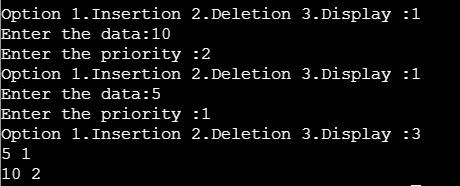 Option 1.Insertion 2.Deletion 3.Display :1
Enter the data:10
Enter the priority :2
Option 1.Insertion 2.Deletion 3.Display :1
Enter the data:5
Enter the priority :1
Option 1.Insertion 2.Deletion 3.Display :3
5 1
10 2